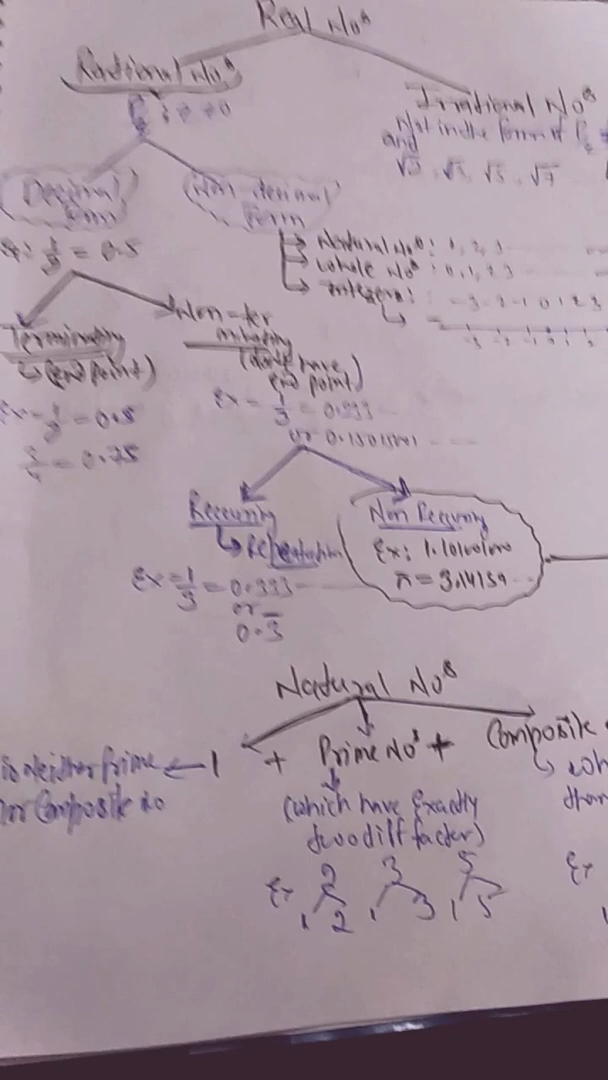 Real No^s
Rational No^s
Irrational No^s
P/q ; q ≠ 0
Not in the form of P/q
and
√2, √3, √5, √7
Decimal form
Non-decimal form
Ex: 1/2 = 0.5
→ Natural No^s: 1, 2, 3
→ Whole No^s: 0, 1, 2, 3
→ Integers: -3 -2 -1 0 1 2 3
Terminating
↳ (end point)
Non-terminating
(don't have
end point)
Ex - 1/2 = 0.5
3/4 = 0.75
Ex - 1/3 = 0.333
or
Recurring
↳ Repetation
Ex = 1/3 = 0.333
or
0.3̅
Non Recurring
Ex: 1.10100100
π = 3.14159
Natural No^s
is Neither Prime ← 1
nor Composite no
+ Prime No^s +
Composite
(which have Exactly
two diff factor)
Ex 2 3 5
1 2 1 3 1 5
Ex